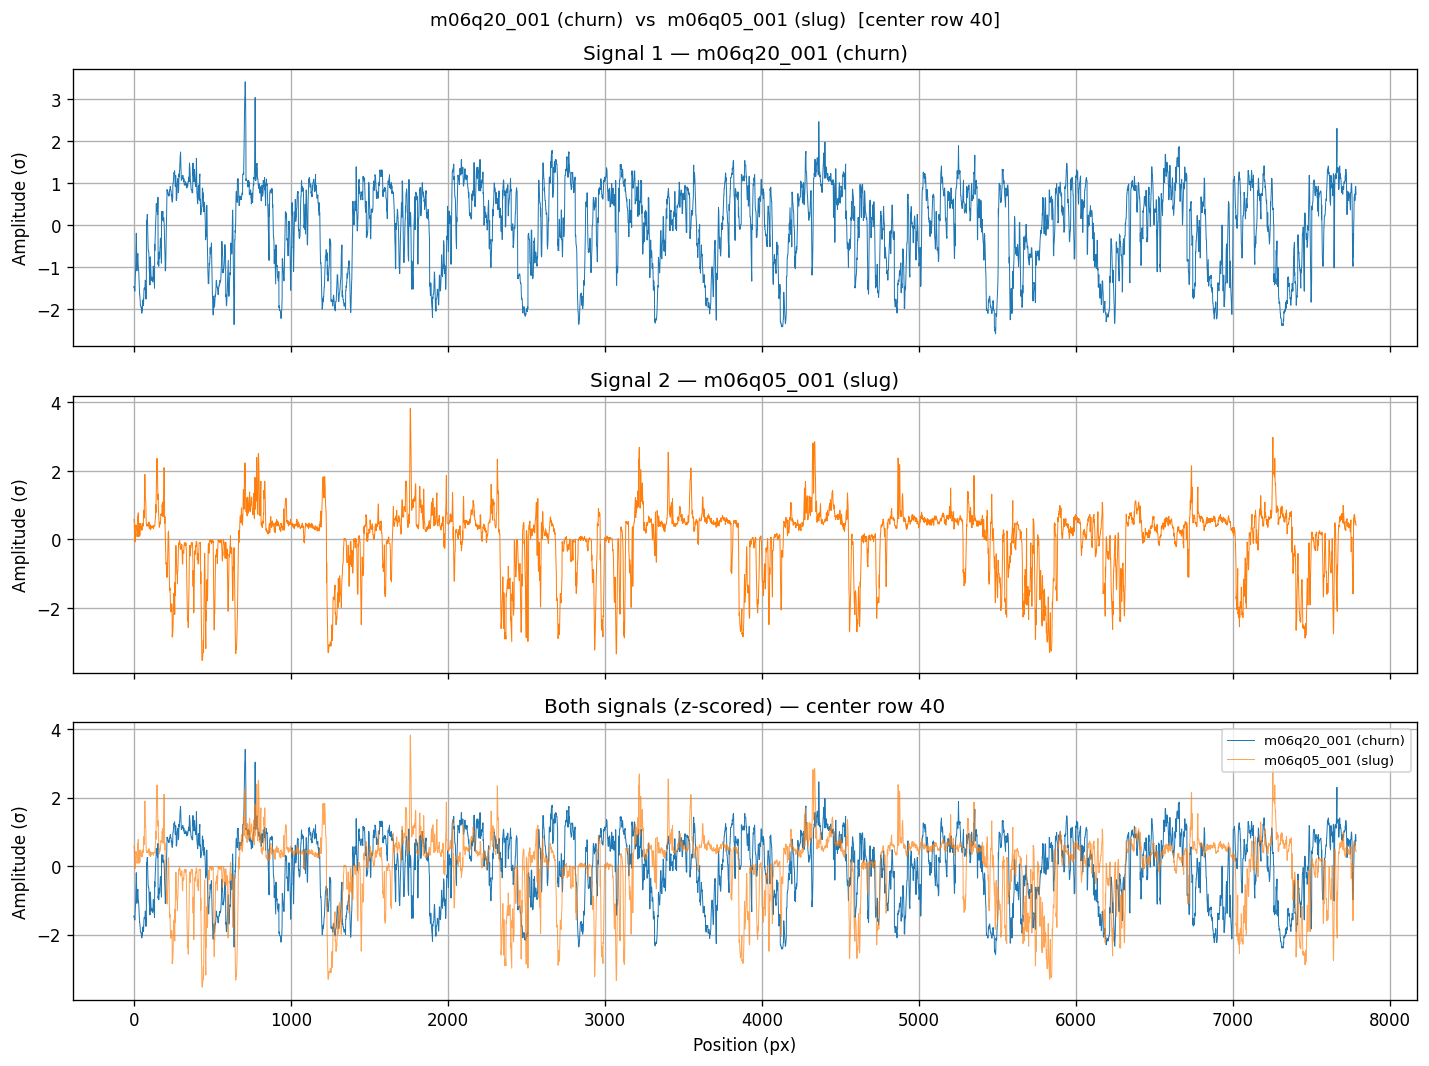 m06q20_001 (churn)  vs  m06q05_001 (slug)  [center row 40]
Signal 1 — m06q20_001 (churn)
Amplitude (σ)
3
2
1
0
−1
−2
Signal 2 — m06q05_001 (slug)
Amplitude (σ)
4
2
0
−2
Both signals (z-scored) — center row 40
m06q20_001 (churn)
m06q05_001 (slug)
Amplitude (σ)
4
2
0
−2
0 1000 2000 3000 4000 5000 6000 7000 8000
Position (px)